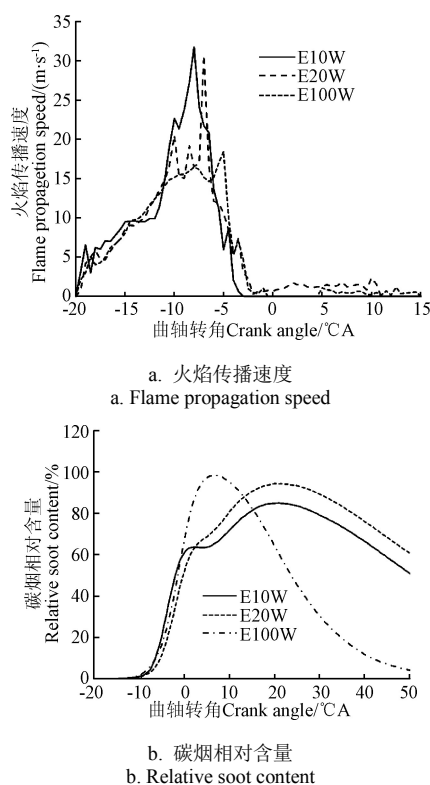 35
30
25
20
15
10
5
0
火焰传播速度
Flame propagetion speed/(m·s⁻¹)
E10W
E20W
E100W
-20 -15 -10 -5 0 5 10 15
曲轴转角Crank angle/℃A
a. 火焰传播速度
a. Flame propagation speed
120
100
80
60
40
20
0
碳烟相对含量
Relative soot content/%
E10W
E20W
E100W
-20 -10 0 10 20 30 40 50
曲轴转角Crank angle/℃A
b. 碳烟相对含量
b. Relative soot content